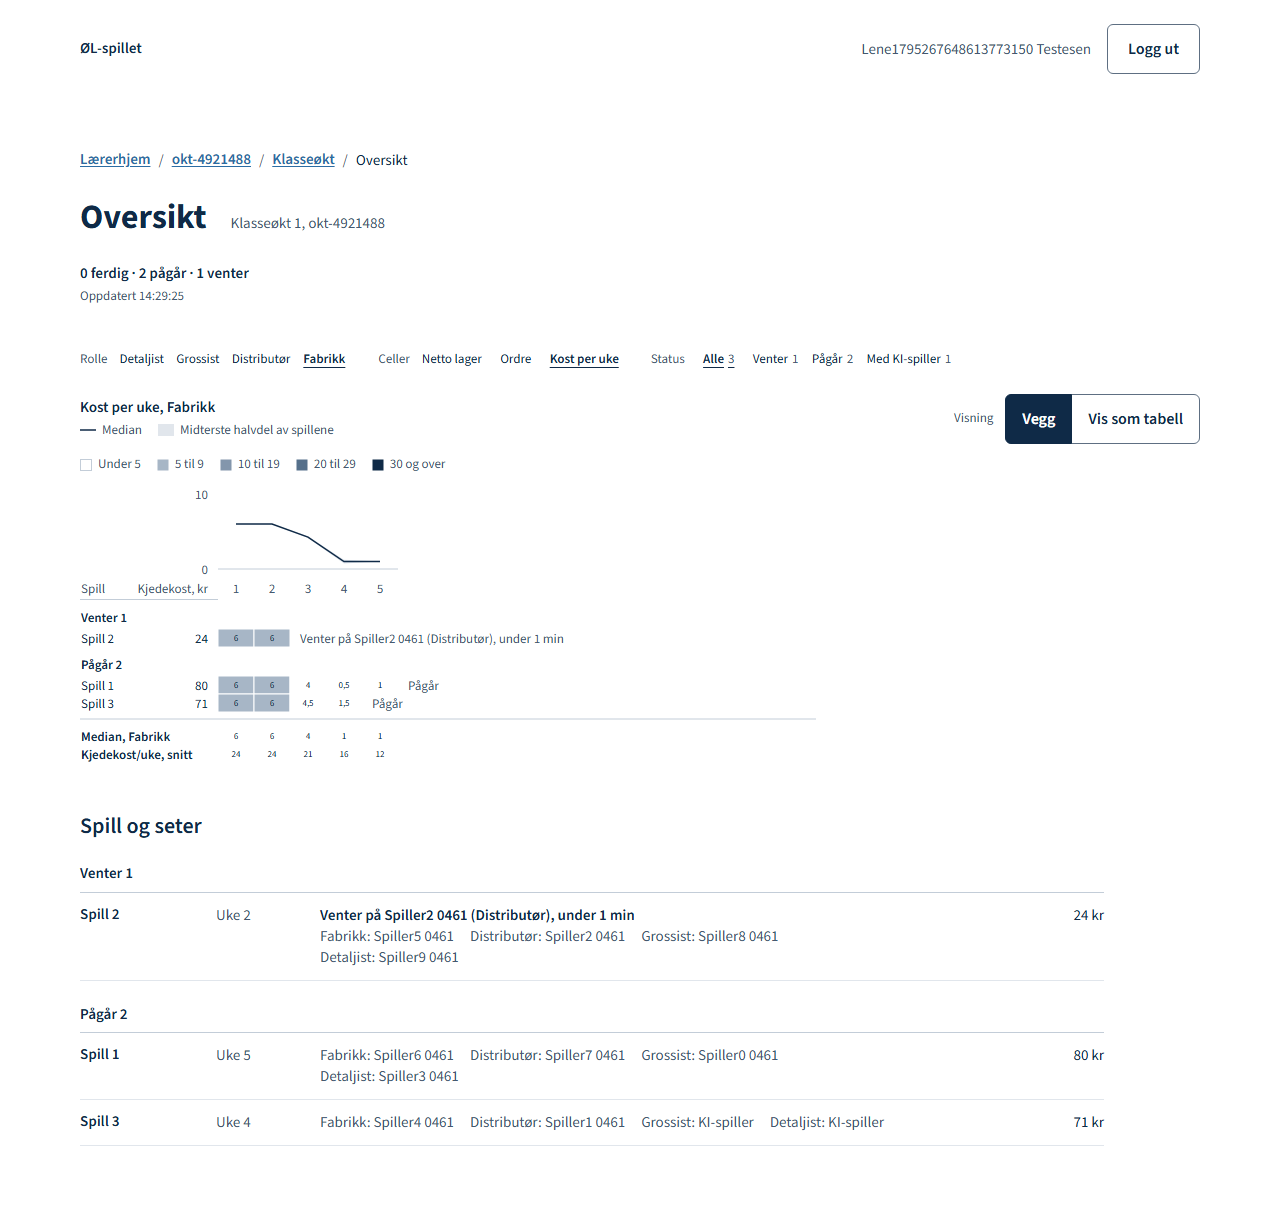 ØL-spillet
Lene1795267648613773150 Testesen
Logg ut
Lærerhjem / okt-4921488 / Klasseøkt / Oversikt
Oversikt Klasseøkt 1, okt-4921488
0 ferdig · 2 pågår · 1 venter
Oppdatert 14:29:25
Rolle Detaljist Grossist Distributør Fabrikk Celler Netto lager Ordre Kost per uke Status Alle 3 Venter 1 Pågår 2 Med KI-spiller 1
Kost per uke, Fabrikk
Visning Vegg Vis som tabell
Median Midterste halvdel av spillene
Under 5 5 til 9 10 til 19 20 til 29 30 og over
10
0
Spill Kjedekost, kr 1 2 3 4 5
Venter 1
Spill 2 24 6 6 Venter på Spiller2 0461 (Distributør), under 1 min
Pågår 2
Spill 1 80 6 6 4 0,5 1 Pågår
Spill 3 71 6 6 4,5 1,5 Pågår
Median, Fabrikk 6 6 4 1 1
Kjedekost/uke, snitt 24 24 21 16 12
Spill og seter
Venter 1
Spill 2 Uke 2 Venter på Spiller2 0461 (Distributør), under 1 min 24 kr
Fabrikk: Spiller5 0461 Distributør: Spiller2 0461 Grossist: Spiller8 0461
Detaljist: Spiller9 0461
Pågår 2
Spill 1 Uke 5 Fabrikk: Spiller6 0461 Distributør: Spiller7 0461 Grossist: Spiller0 0461 80 kr
Detaljist: Spiller3 0461
Spill 3 Uke 4 Fabrikk: Spiller4 0461 Distributør: Spiller1 0461 Grossist: KI-spiller Detaljist: KI-spiller 71 kr